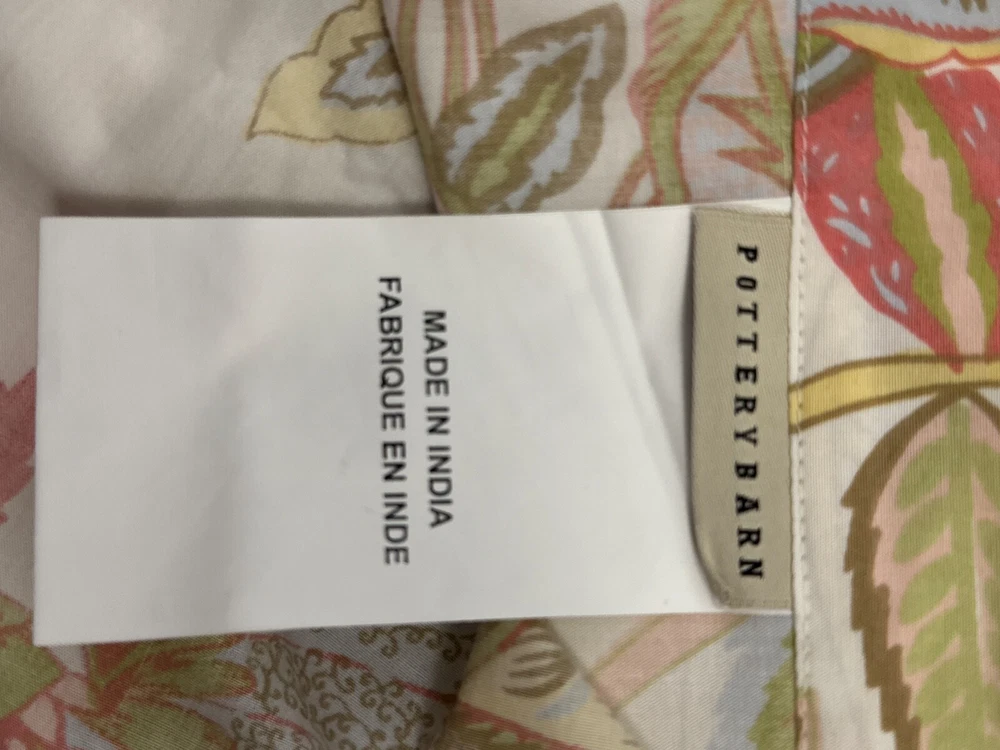 POTTERY BARN
MADE IN INDIA
FABRIQUE EN INDE